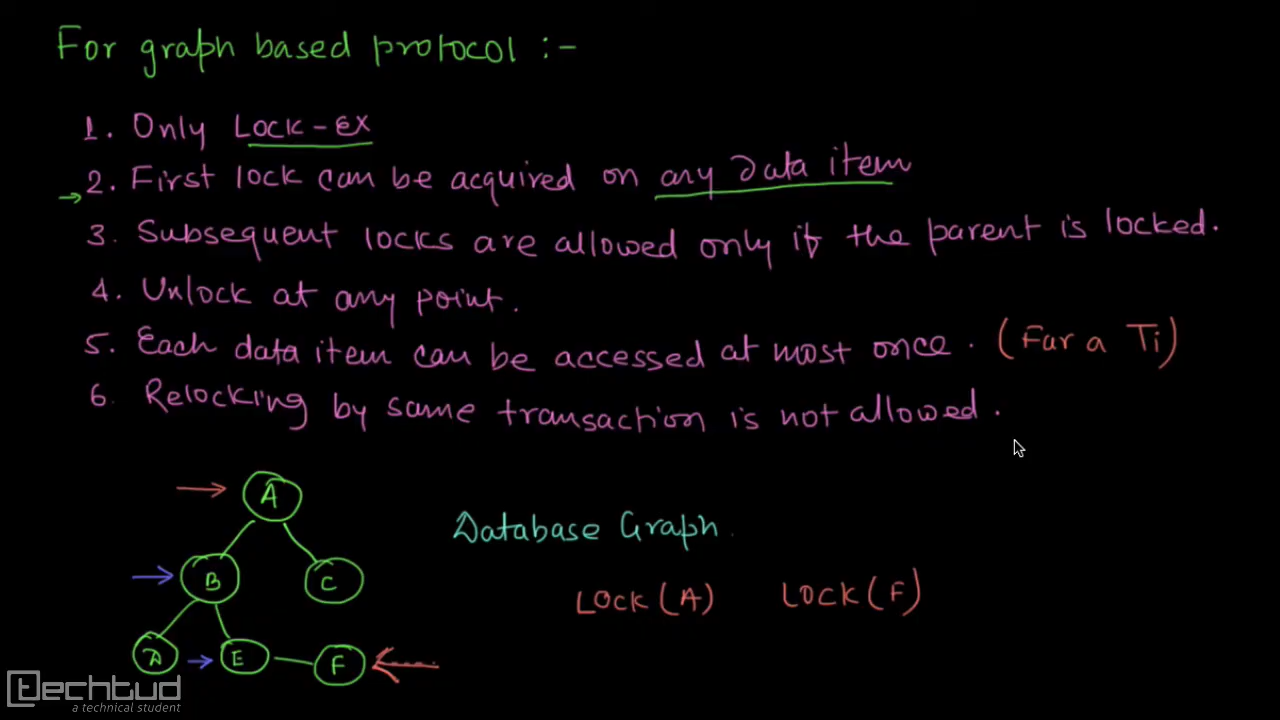 For graph based protocol :-
1. Only Lock-EX
→ 2. First lock can be acquired on any Data item
3. Subsequent locks are allowed only if the parent is locked.
4. Unlock at any point.
5. Each data item can be accessed at most once. (For a Ti)
6. Relocking by same transaction is not allowed.
A
Database Graph.
B C
Lock(A) Lock(F)
D E F
techtud
a technical student